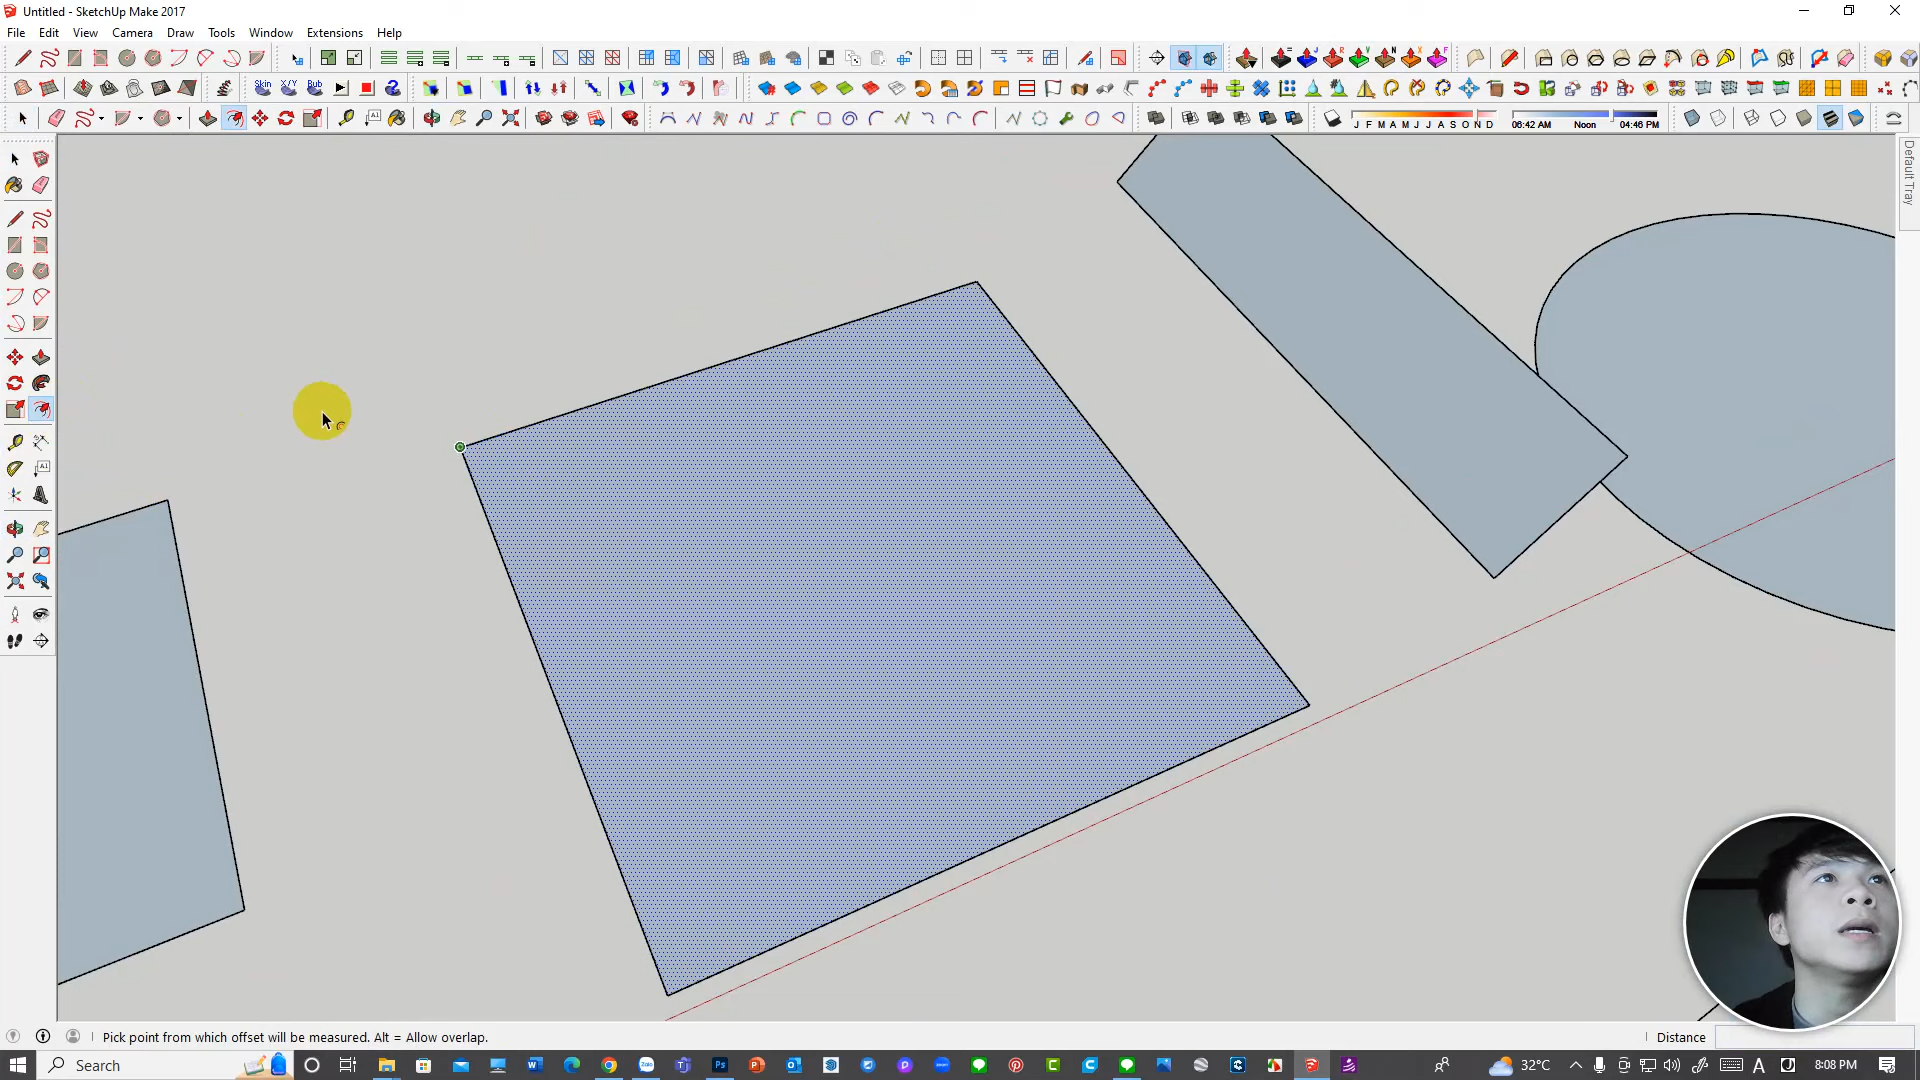 Untitled - SketchUp Make 2017
File Edit View Camera Draw Tools Window Extensions Help
Skin X/Y Bub
J F M A M J J A S O N D 06:42 AM Noon 04:46 PM
Default Tray
Pick point from which offset will be measured. Alt = Allow overlap.
Distance
Search
32°C
8:08 PM